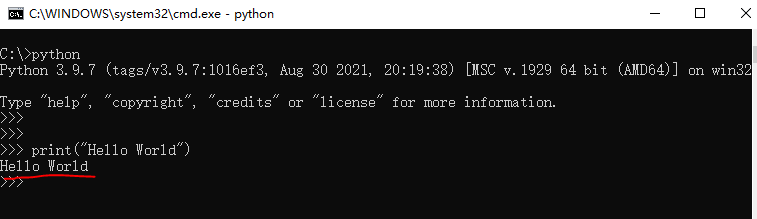 C:\WINDOWS\system32\cmd.exe - python
C:\>python
Python 3.9.7 (tags/v3.9.7:1016ef3, Aug 30 2021, 20:19:38) [MSC v.1929 64 bit (AMD64)] on win32
Type "help", "copyright", "credits" or "license" for more information.
>>>
>>>
>>> print("Hello World")
Hello World
>>>